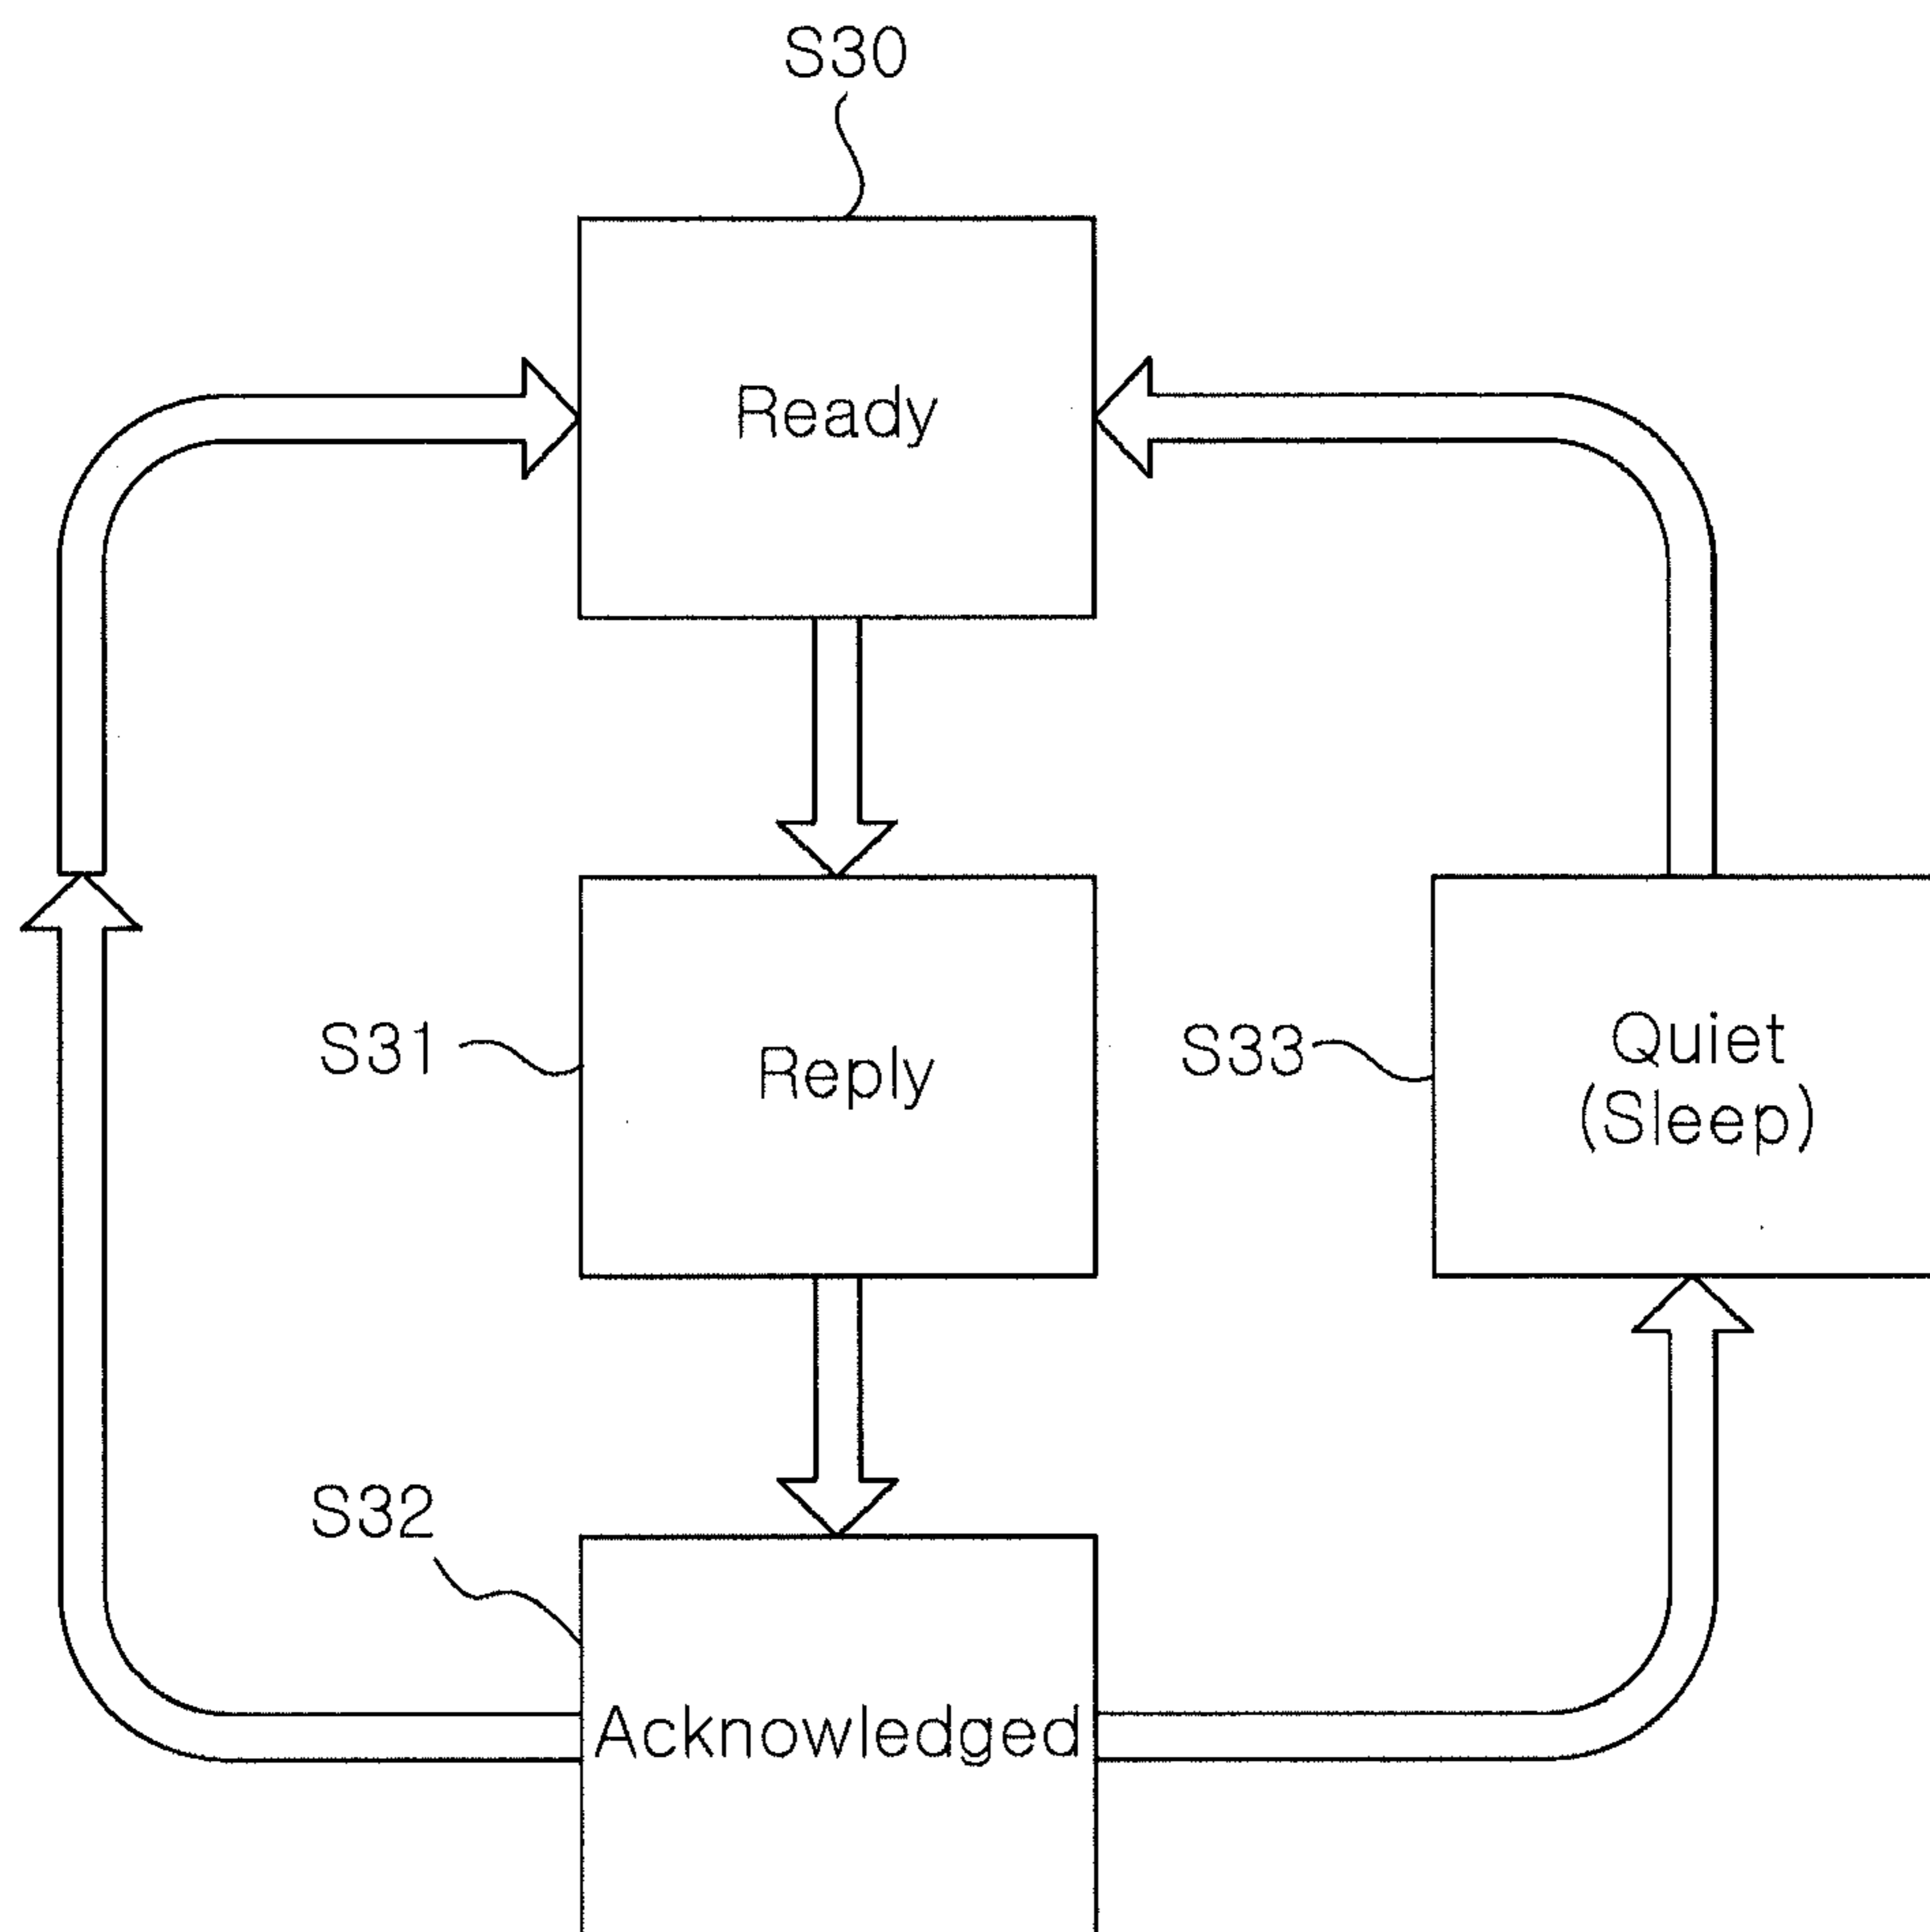 S30
Ready
S31
Reply
S33
Quiet
(Sleep)
S32
Acknowledged